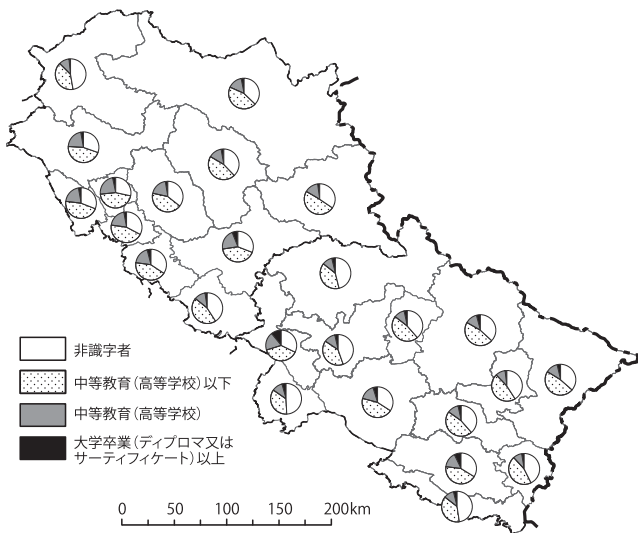 非識字者
中等教育（高等学校）以下
中等教育（高等学校）
大学卒業（ディプロマ又は
サーティフィケート）以上
0 50 100 150 200km